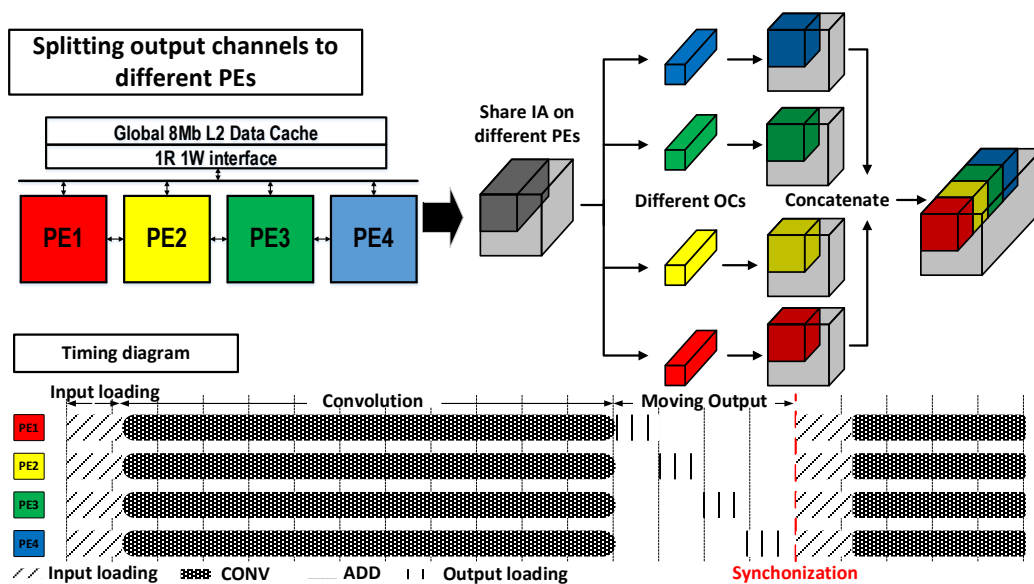 Splitting output channels to
different PEs
Global 8Mb L2 Data Cache
1R 1W interface
PE1
PE2
PE3
PE4
Share IA on
different PEs
Different OCs
Concatenate
Timing diagram
Input loading
Convolution
Moving Output
PE1
PE2
PE3
PE4
Input loading
CONV
ADD
Output loading
Synchonization